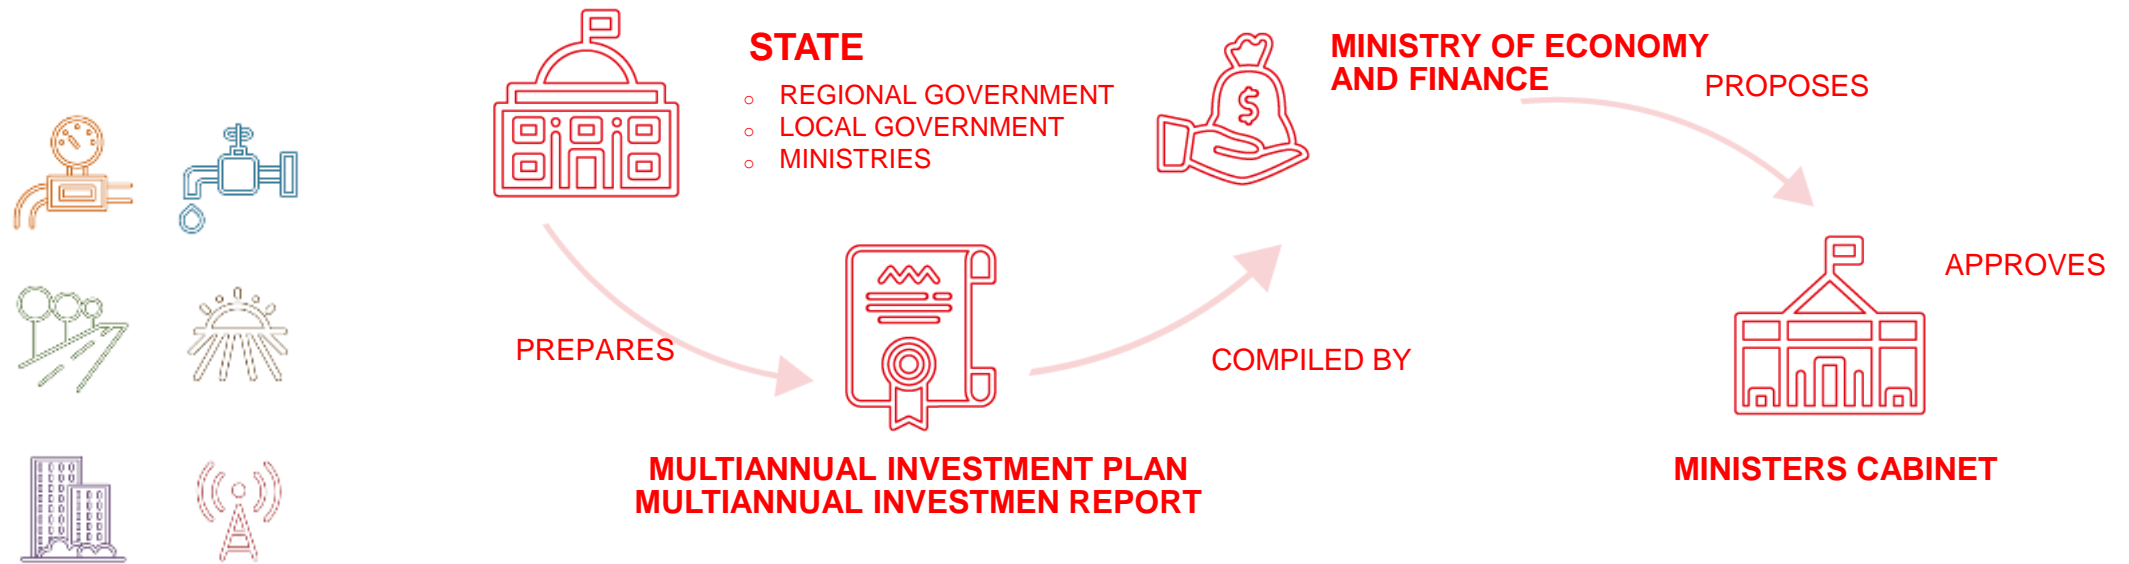 STATE
○ REGIONAL GOVERNMENT
○ LOCAL GOVERNMENT
○ MINISTRIES
MINISTRY OF ECONOMY
AND FINANCE
PROPOSES
APPROVES
PREPARES
COMPILED BY
MULTIANNUAL INVESTMENT PLAN
MULTIANNUAL INVESTMEN REPORT
MINISTERS CABINET
$